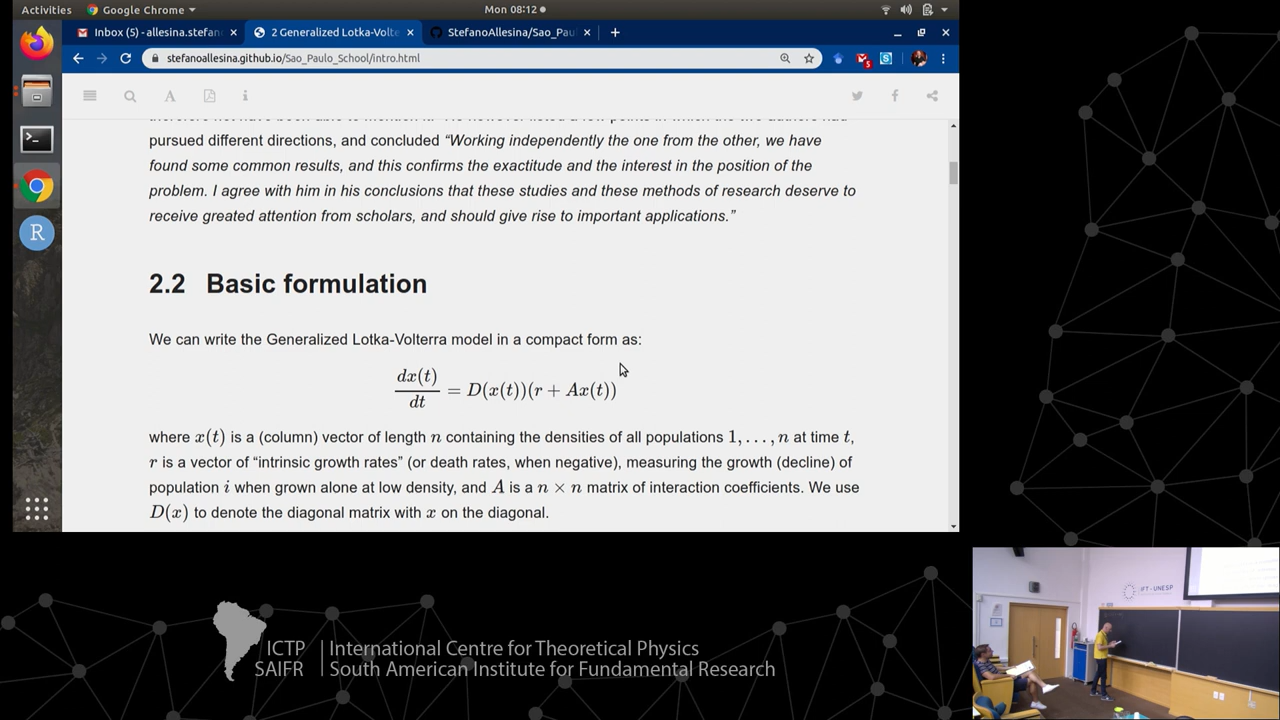 Activities Google Chrome Mon 08:12
Inbox (5) - allesina.stefan 2 Generalized Lotka-Volte StefanoAllesina/Sao_Pau
stefanoallesina.github.io/Sao_Paulo_School/intro.html
pursued different directions, and concluded “Working independently the one from the other, we have
found some common results, and this confirms the exactitude and the interest in the position of the
problem. I agree with him in his conclusions that these studies and these methods of research deserve to
receive greated attention from scholars, and should give rise to important applications.”
2.2 Basic formulation
We can write the Generalized Lotka-Volterra model in a compact form as:
dx(t)/dt = D(x(t))(r + Ax(t))
where x(t) is a (column) vector of length n containing the densities of all populations 1, . . . , n at time t,
r is a vector of “intrinsic growth rates” (or death rates, when negative), measuring the growth (decline) of
population i when grown alone at low density, and A is a n × n matrix of interaction coefficients. We use
D(x) to denote the diagonal matrix with x on the diagonal.
IFT - UNESP
ICTP International Centre for Theoretical Physics
SAIFR South American Institute for Fundamental Research